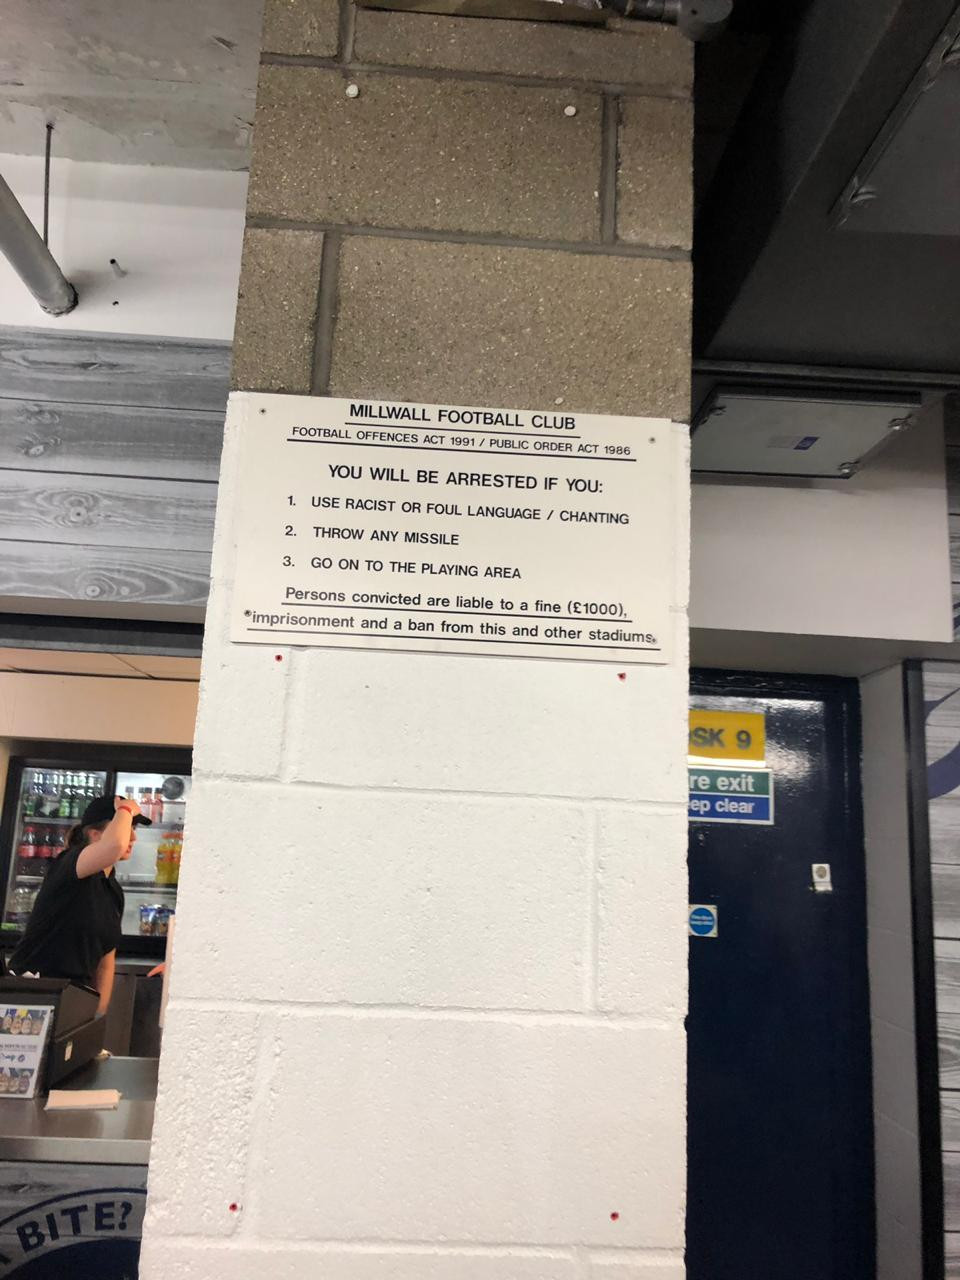 MILLWALL FOOTBALL CLUB
FOOTBALL OFFENCES ACT 1991 / PUBLIC ORDER ACT 1986
YOU WILL BE ARRESTED IF YOU:
1. USE RACIST OR FOUL LANGUAGE / CHANTING
2. THROW ANY MISSILE
3. GO ON TO THE PLAYING AREA
Persons convicted are liable to a fine (£1000),
imprisonment and a ban from this and other stadiums.
SK 9
re exit
eep clear
BITE?